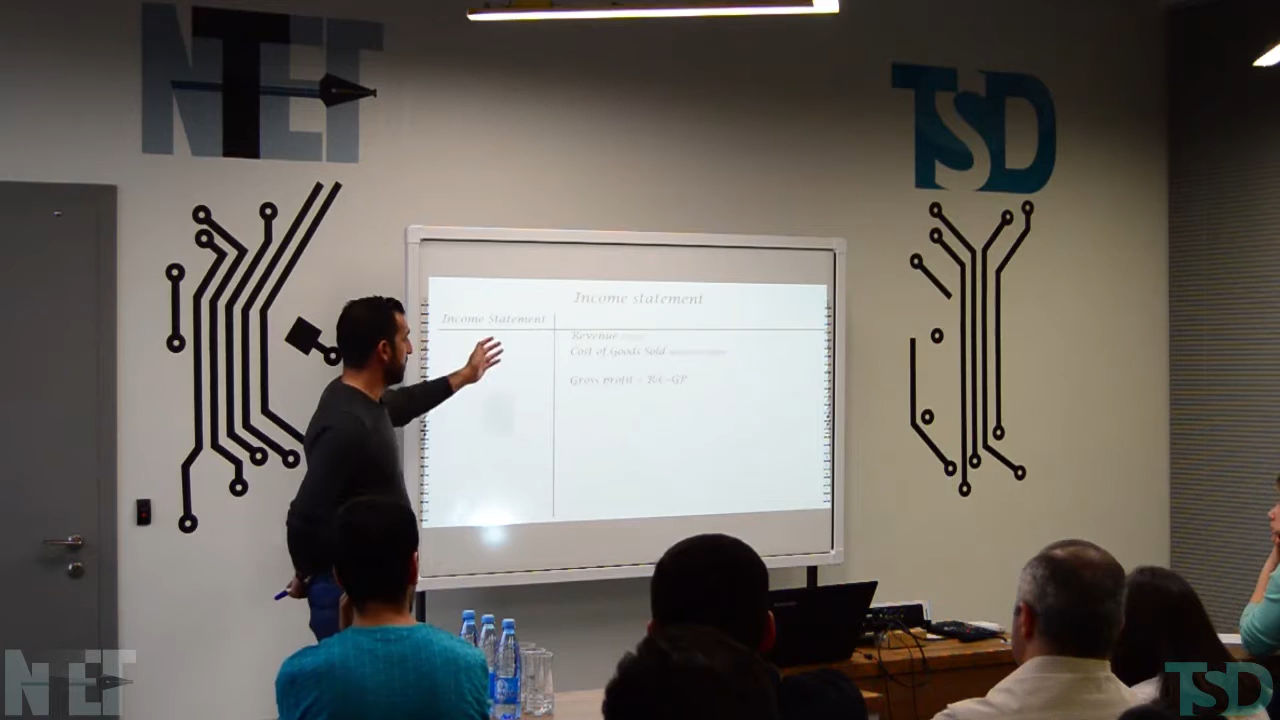 NTET
TSD
Income statement
Income Statement
Revenue
Cost of Goods Sold
Gross profit = R-C=GP
NTET
TSD